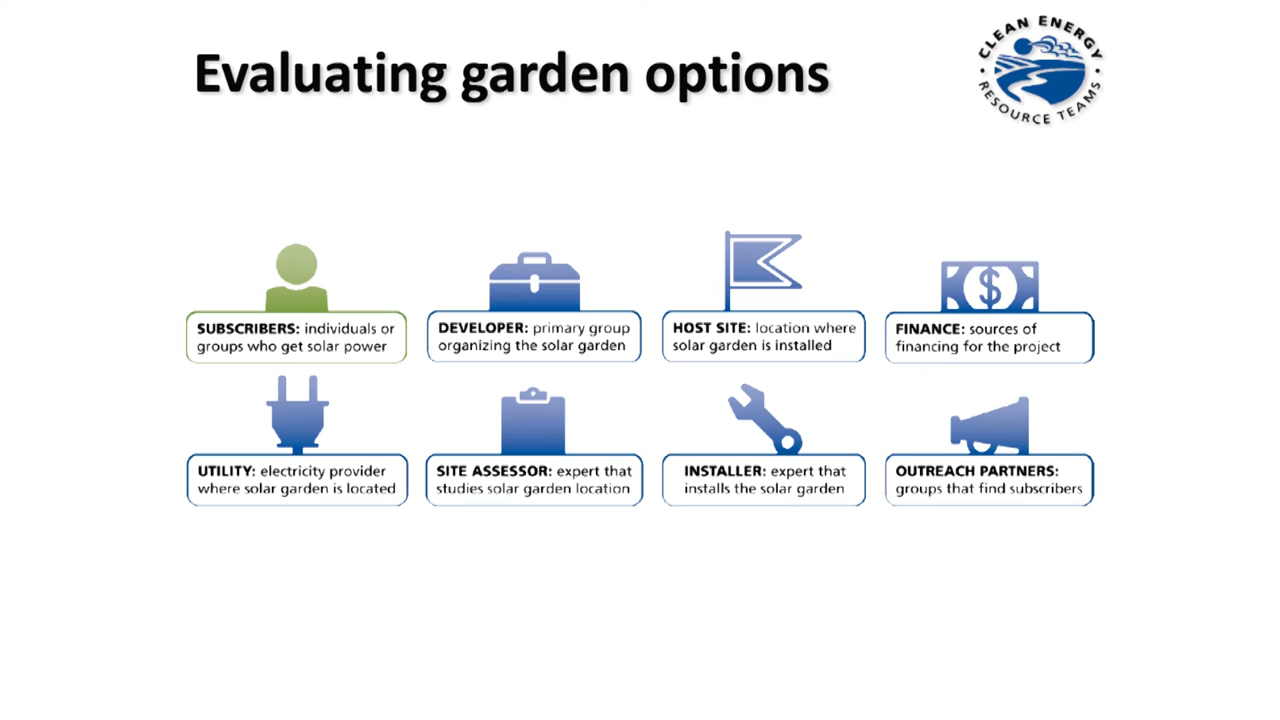 Evaluating garden options
CLEAN ENERGY
RESOURCE TEAMS
SUBSCRIBERS: individuals or
groups who get solar power
DEVELOPER: primary group
organizing the solar garden
HOST SITE: location where
solar garden is installed
$
FINANCE: sources of
financing for the project
UTILITY: electricity provider
where solar garden is located
SITE ASSESSOR: expert that
studies solar garden location
INSTALLER: expert that
installs the solar garden
OUTREACH PARTNERS:
groups that find subscribers